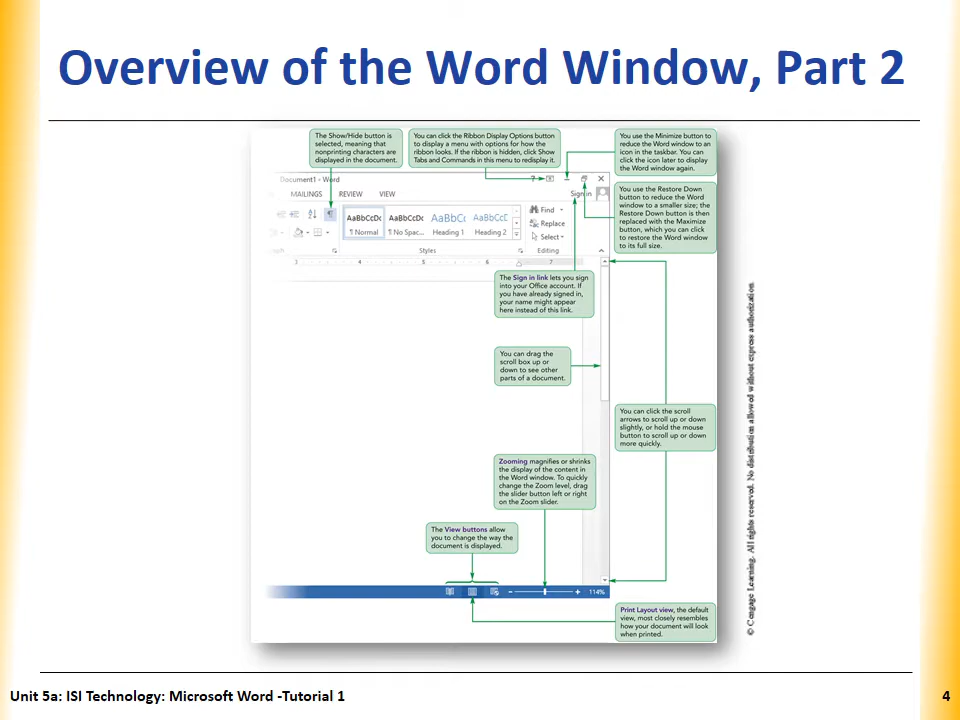 Overview of the Word Window, Part 2
The Show/Hide button is
selected, meaning that
nonprinting characters are
displayed in the document.
You can click the Ribbon Display Options button
to display a menu with options for how the
ribbon looks. If the ribbon is hidden, click Show
Tabs and Commands in this menu to redisplay it.
You use the Minimize button to
reduce the Word window to an
icon in the taskbar. You can
click the icon later to display
the Word window again.
Document1 - Word
MAILINGS REVIEW VIEW
Sign in
You use the Restore Down
button to reduce the Word
window to a smaller size; the
Restore Down button is then
replaced with the Maximize
button, which you can click
to restore the Word window
to its full size.
AaBbCcDc AaBbCcDc AaBbC( AaBbCcE
¶ Normal ¶ No Spac... Heading 1 Heading 2
Styles
Find
Replace
Select
Editing
3 4 5 6 7
The Sign in link lets you sign
into your Office account. If
you have already signed in,
your name might appear
here instead of this link.
You can drag the
scroll box up or
down to see other
parts of a document.
You can click the scroll
arrows to scroll up or down
slightly, or hold the mouse
button to scroll up or down
more quickly.
Zooming magnifies or shrinks
the display of the content in
the Word window. To quickly
change the Zoom level, drag
the slider button left or right
on the Zoom slider.
The View buttons allow
you to change the way the
document is displayed.
114%
Print Layout view, the default
view, most closely resembles
how your document will look
when printed.
© Cengage Learning. All rights reserved. No distribution allowed without express authorization
Unit 5a: ISI Technology: Microsoft Word -Tutorial 1
4